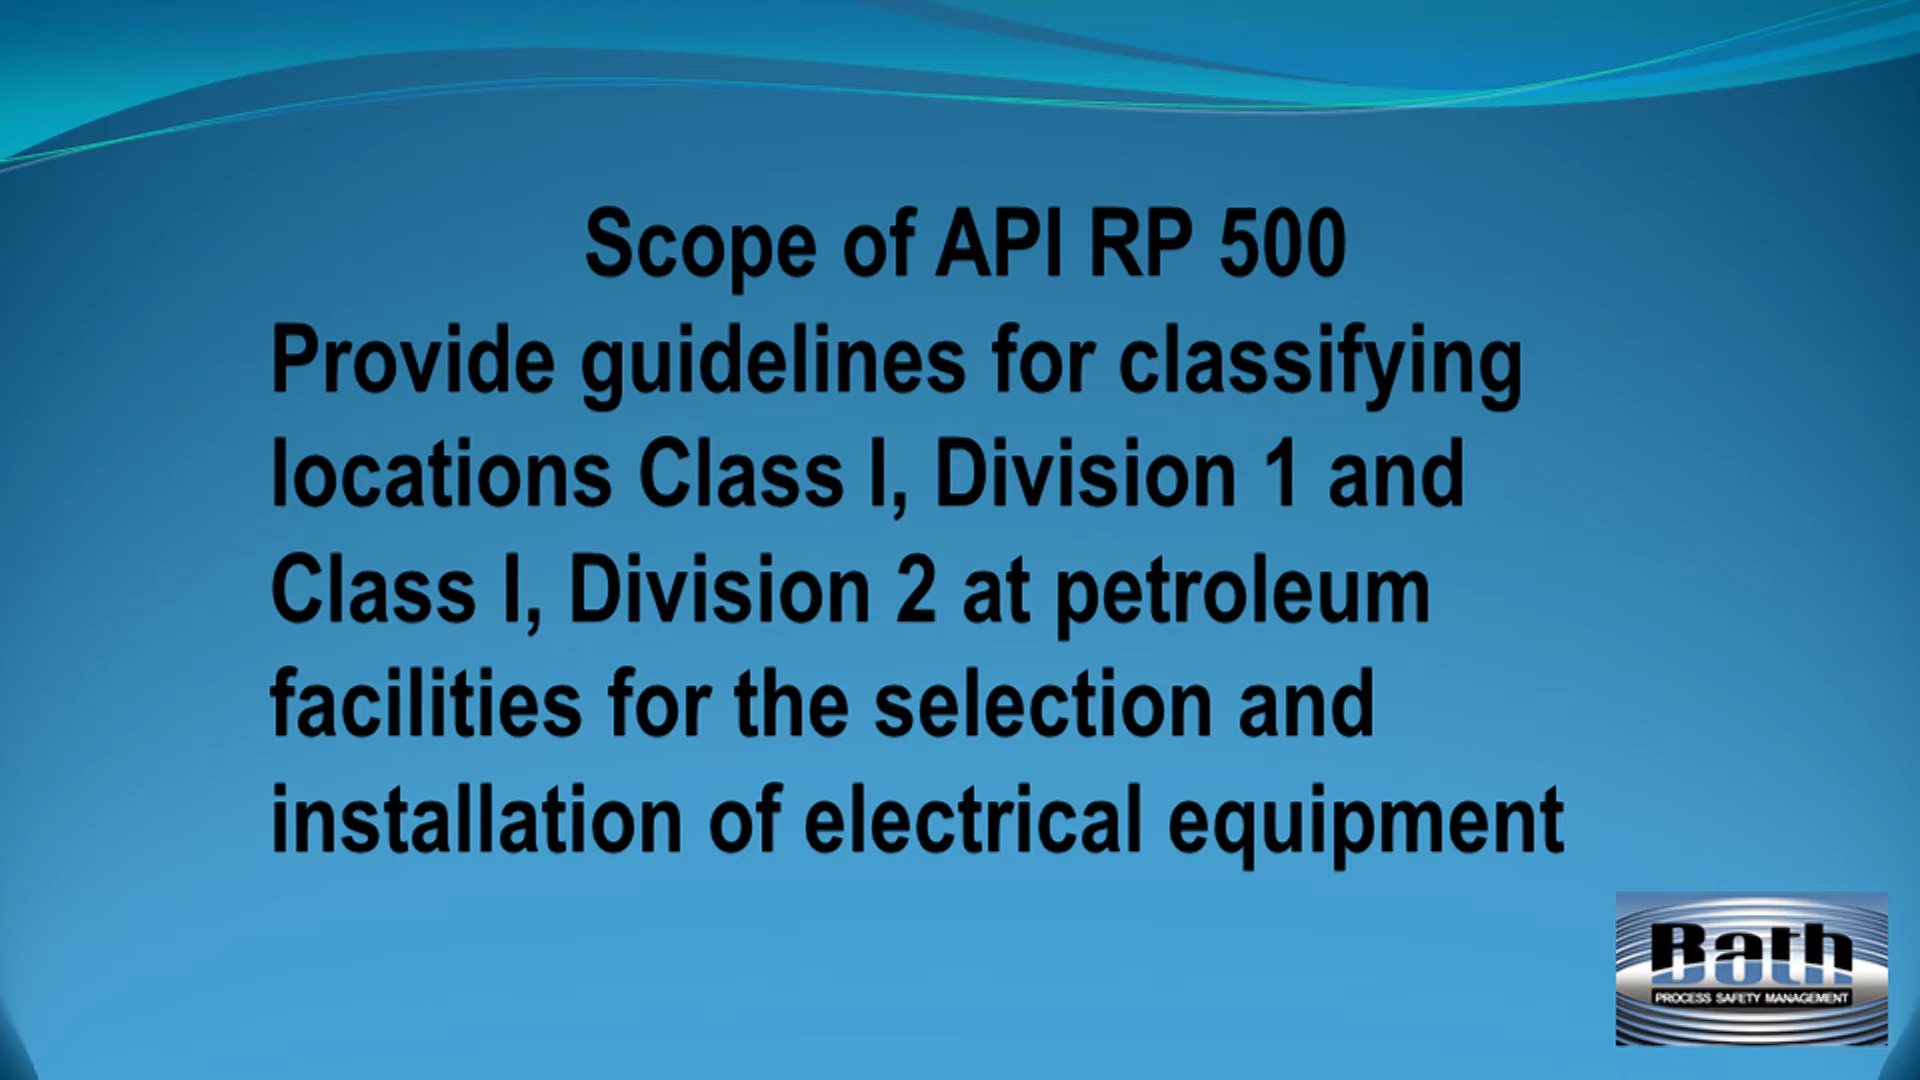 Scope of API RP 500
Provide guidelines for classifying
locations Class I, Division 1 and
Class I, Division 2 at petroleum
facilities for the selection and
installation of electrical equipment
Bath
PROCESS SAFETY MANAGEMENT